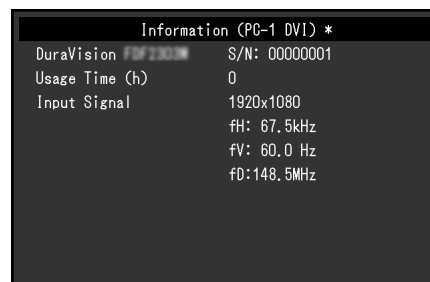 Information (PC-1 DVI) *
DuraVision S/N: 00000001
Usage Time (h) 0
Input Signal 1920x1080
fH: 67.5kHz
fV: 60.0 Hz
fD:148.5MHz